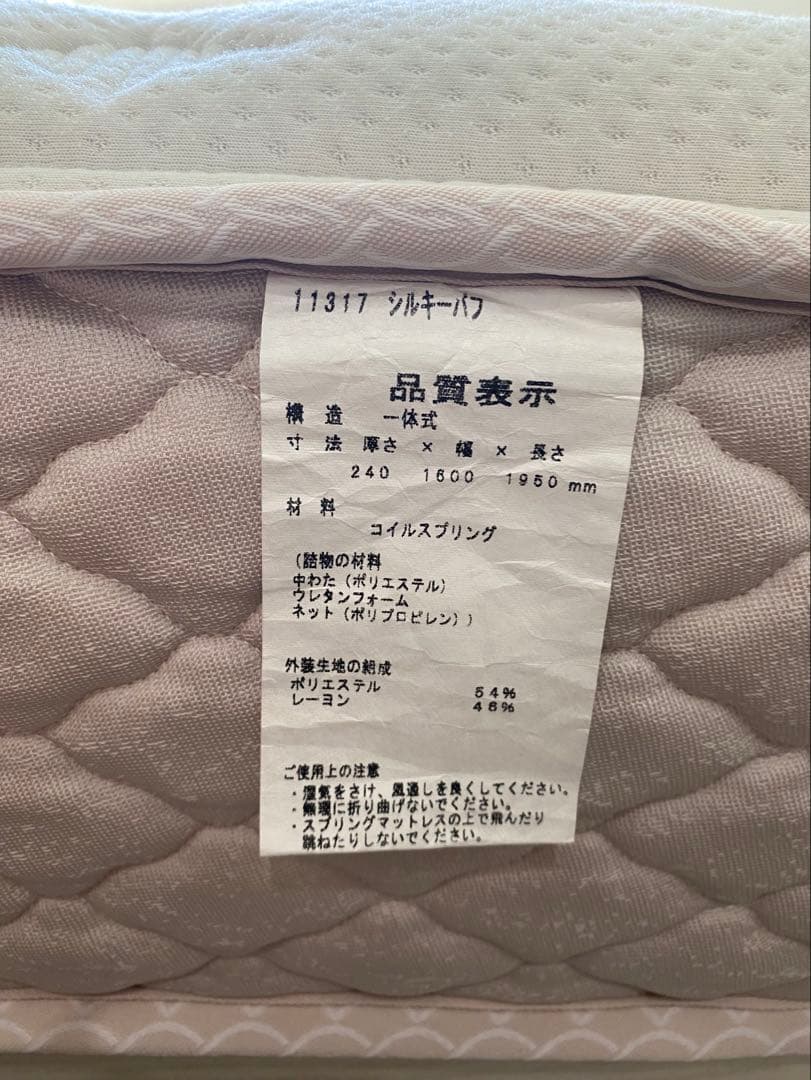 11317 シルキーパフ
品質表示
構造 一体式
寸法 厚さ × 幅 × 長さ
240 1600 1950 mm
材料
コイルスプリング
(詰物の材料
中わた(ポリエステル)
ウレタンフォーム
ネット(ポリプロピレン))
外装生地の組成
ポリエステル 54%
レーヨン 46%
ご使用上の注意
・湿気をさけ、風通しを良くしてください。
・無理に折り曲げないでください。
・スプリングマットレスの上で飛んだり
跳ねたりしないでください。